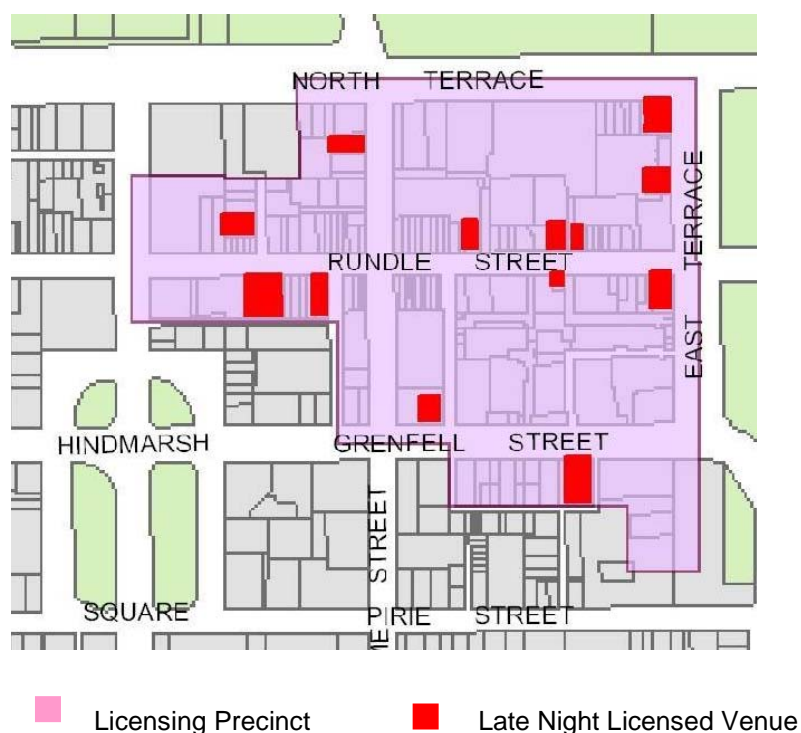 NORTH TERRACE
TERRACE
RUNDLE STREET
EAST
HINDMARSH
GRENFELL STREET
STREET
SQUARE
PIRIE STREET
ME
Licensing Precinct
Late Night Licensed Venue